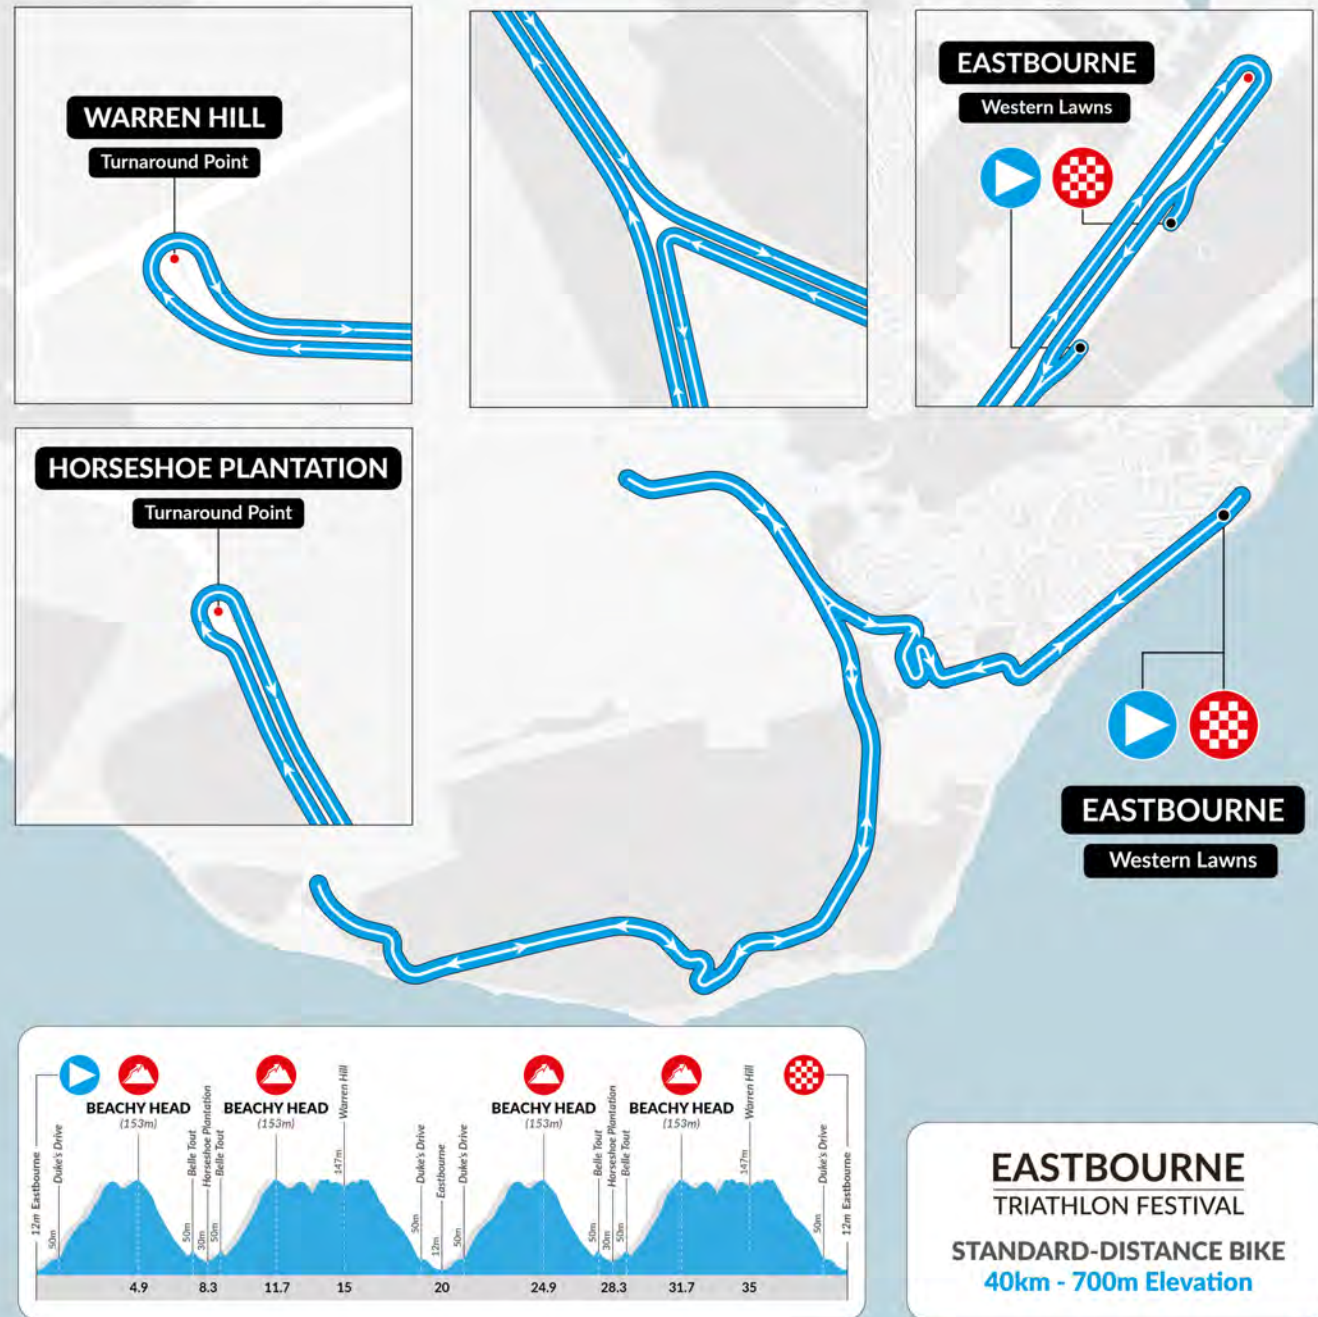 WARREN HILL
Turnaround Point
EASTBOURNE
Western Lawns
HORSESHOE PLANTATION
Turnaround Point
EASTBOURNE
Western Lawns
BEACHY HEAD
(153m)
BEACHY HEAD
(153m)
BEACHY HEAD
(153m)
BEACHY HEAD
(153m)
12m Eastbourne
50m Duke's Drive
50m Belle Tout
30m Horseshoe Plantation
50m Belle Tout
147m Warren Hill
50m Duke's Drive
12m Eastbourne
50m Duke's Drive
50m Belle Tout
30m Horseshoe Plantation
50m Belle Tout
147m Warren Hill
50m Duke's Drive
12m Eastbourne
4.9 8.3 11.7 15 20 24.9 28.3 31.7 35
EASTBOURNE
TRIATHLON FESTIVAL
STANDARD-DISTANCE BIKE
40km - 700m Elevation